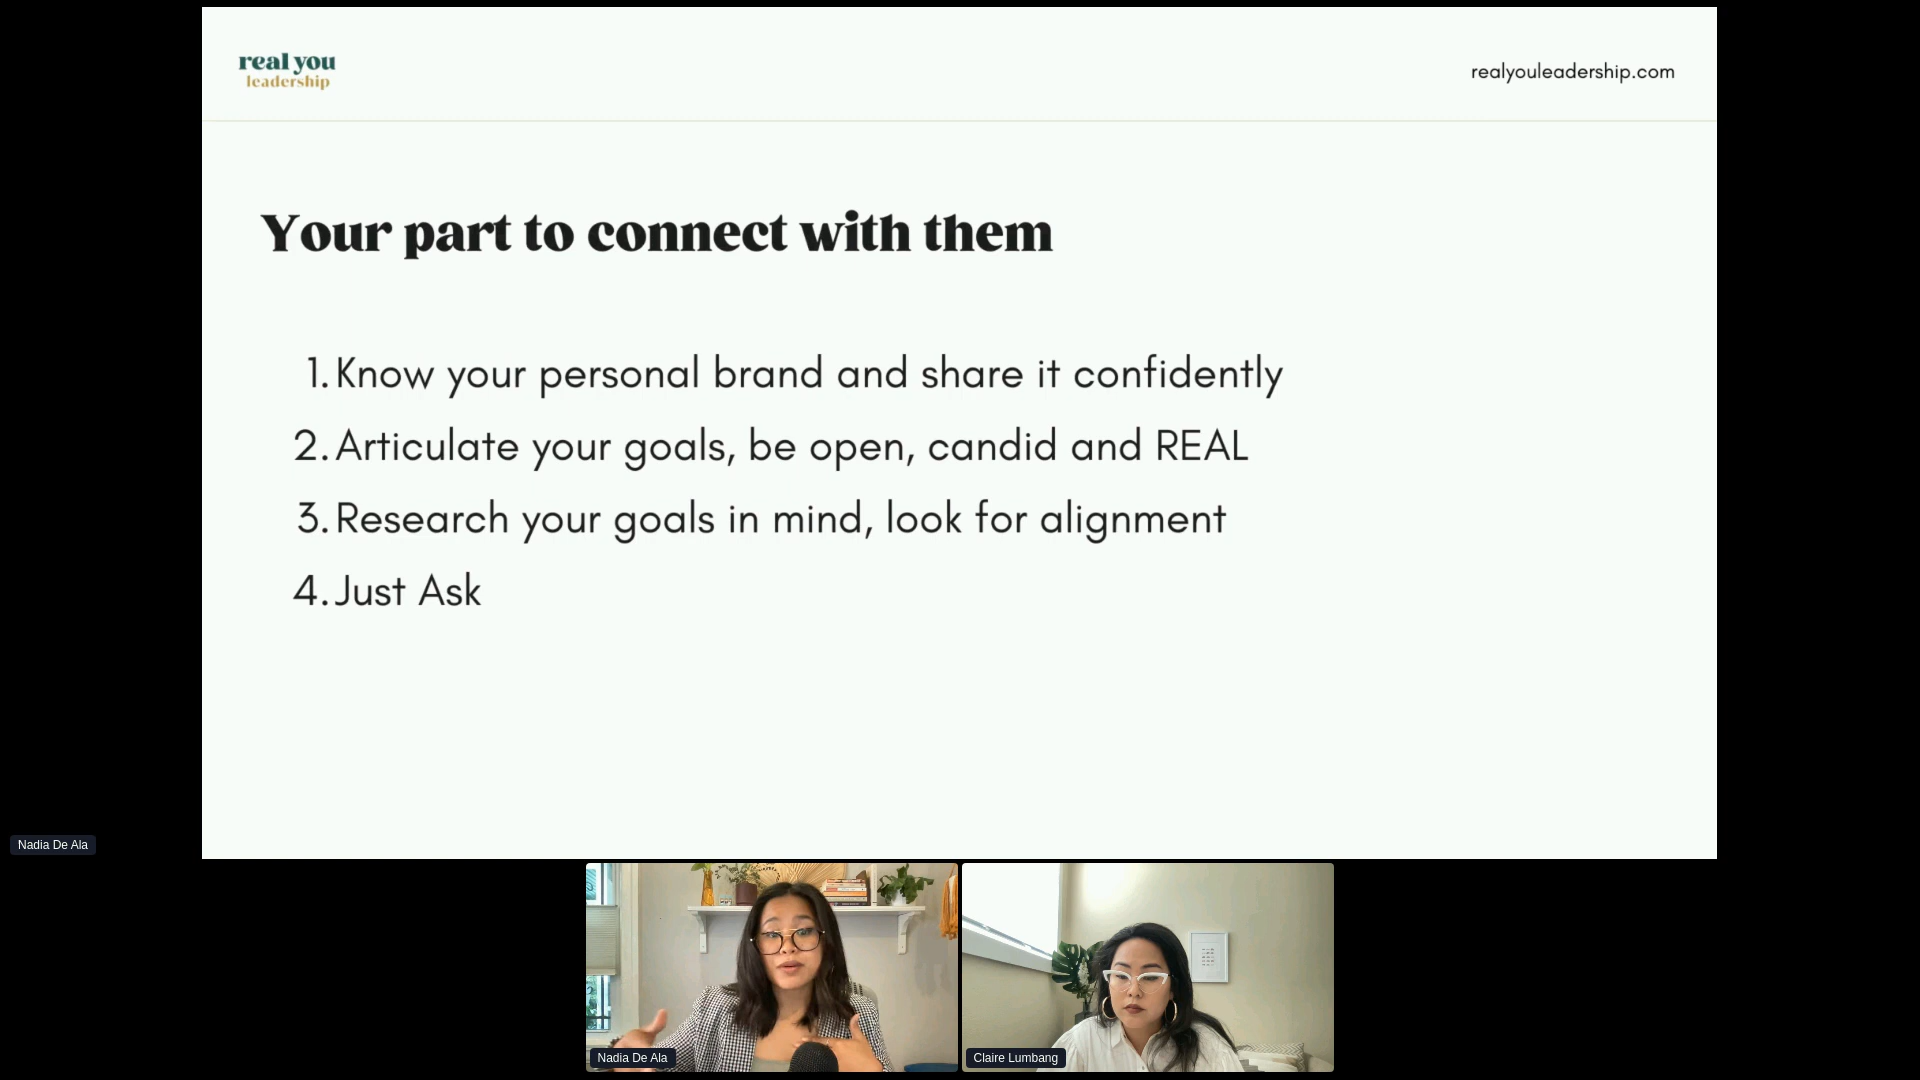 real you
leadership
realyouleadership.com
Your part to connect with them
1. Know your personal brand and share it confidently
2. Articulate your goals, be open, candid and REAL
3. Research your goals in mind, look for alignment
4. Just Ask
Nadia De Ala
Nadia De Ala
Claire Lumbang